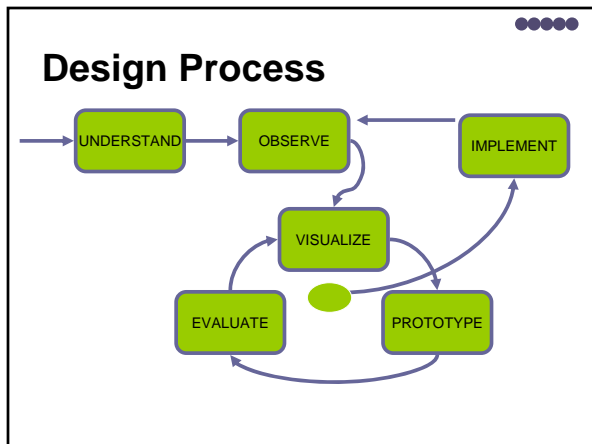 Design Process
UNDERSTAND
OBSERVE
IMPLEMENT
VISUALIZE
EVALUATE
PROTOTYPE